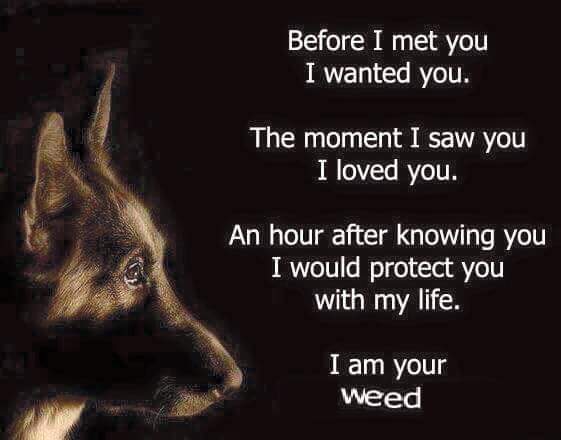 Before I met you
I wanted you.
The moment I saw you
I loved you.
An hour after knowing you
I would protect you
with my life.
I am your
weed